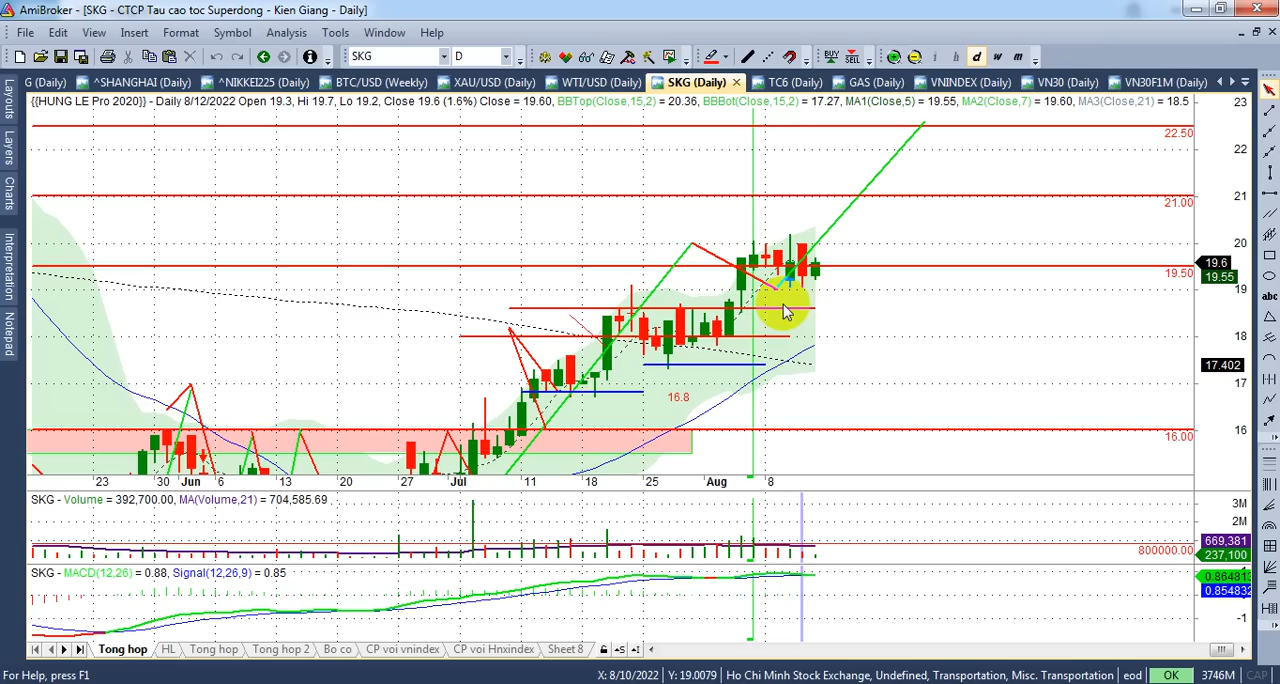 AmiBroker - [SKG - CTCP Tau cao toc Superdong - Kien Giang - Daily]
File Edit View Insert Format Symbol Analysis Tools Window Help
SKG D BUY SELL i h d w m
G (Daily) ^SHANGHAI (Daily) ^NIKKEI225 (Daily) BTC/USD (Weekly) XAU/USD (Daily) WTI/USD (Daily) SKG (Daily) TC6 (Daily) GAS (Daily) VNINDEX (Daily) VN30 (Daily) VN30F1M (Daily)
Layouts
Layers
Charts
Interpretation
Notepad
abc
{{HUNG LE Pro 2020}} - Daily 8/12/2022 Open 19.3, Hi 19.7, Lo 19.2, Close 19.6 (1.6%) Close = 19.60, BBTop(Close,15,2) = 20.36, BBBot(Close,15,2) = 17.27, MA1(Close,5) = 19.55, MA2(Close,7) = 19.60, MA3(Close,21) = 18.5
23
22.50
22
21
21.00
20
19.6
19.50
19.55
19
18
17.402
17
16.8
16
16.00
23 30 Jun 6 13 20 27 Jul 11 18 25 Aug 8
SKG - Volume = 392,700.00, MA(Volume,21) = 704,585.69
3M
2M
669,381
800000.00
237,100
SKG - MACD(12,26) = 0.88, Signal(12,26,9) = 0.85
0.864813
0.854832
-1
Tong hop HL Tong hop Tong hop 2 Bo co CP voi vnindex CP voi Hnxindex Sheet 8
For Help, press F1 X: 8/10/2022 Y: 19.0079 Ho Chi Minh Stock Exchange, Undefined, Transportation, Misc. Transportation eod OK 3746M CAP